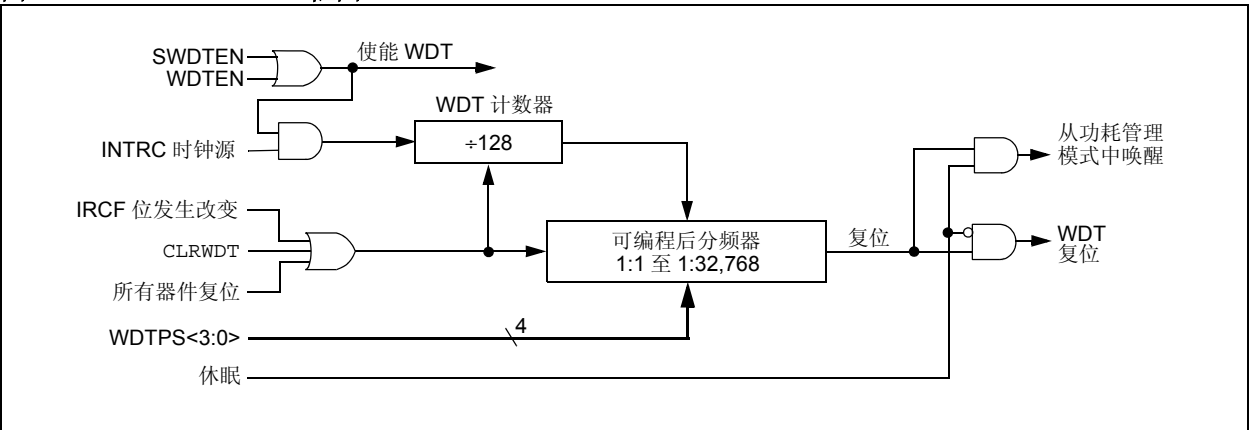 SWDTEN
WDTEN
使能 WDT
WDT 计数器
÷128
INTRC 时钟源
从功耗管理
模式中唤醒
IRCF 位发生改变
CLRWDT
所有器件复位
可编程后分频器
1:1 至 1:32,768
复位
WDT
复位
WDTPS<3:0>
4
休眠